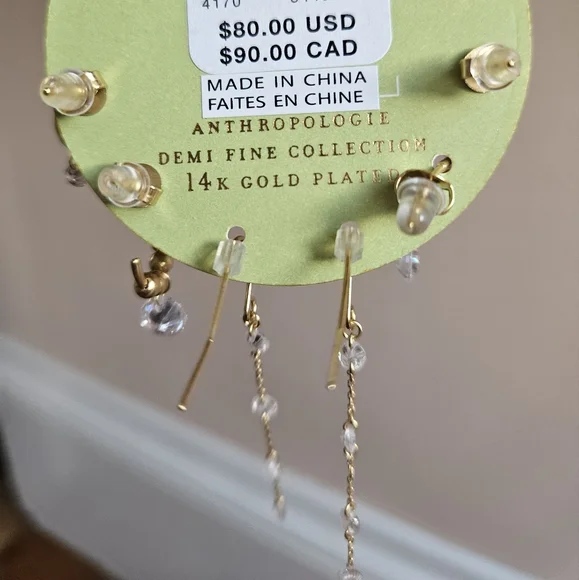 4170
$80.00 USD
$90.00 CAD
MADE IN CHINA
FAITES EN CHINE
ANTHROPOLOGIE
DEMI FINE COLLECTION
14K GOLD PLATED